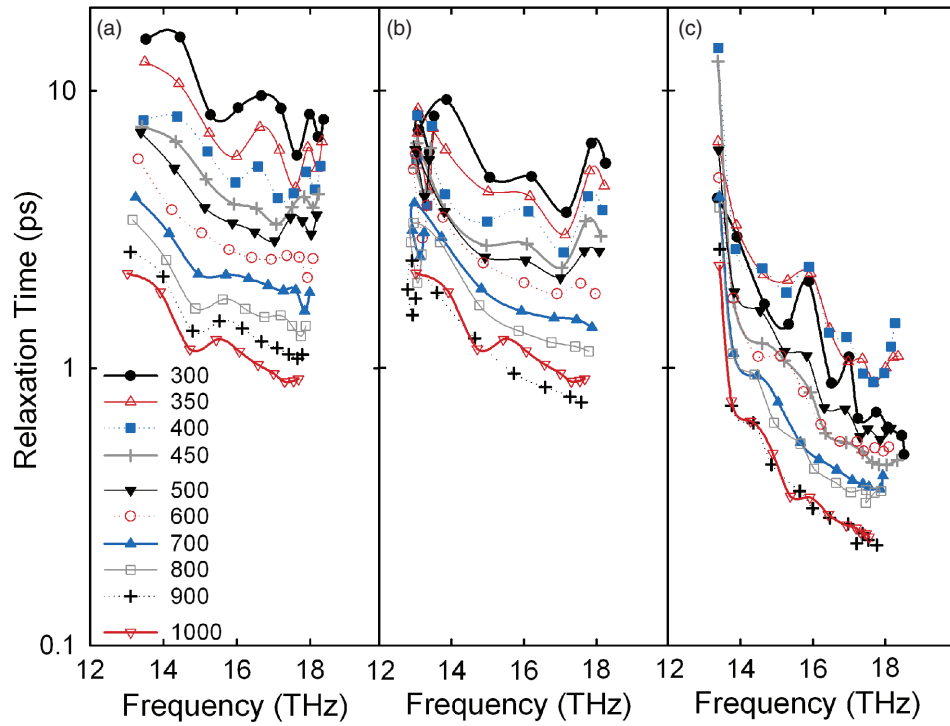 (a)
(b)
(c)
10
1
0.1
Relaxation Time (ps)
300
350
400
450
500
600
700
800
900
1000
12 14 16 18 12 14 16 18 12 14 16 18
Frequency (THz) Frequency (THz) Frequency (THz)